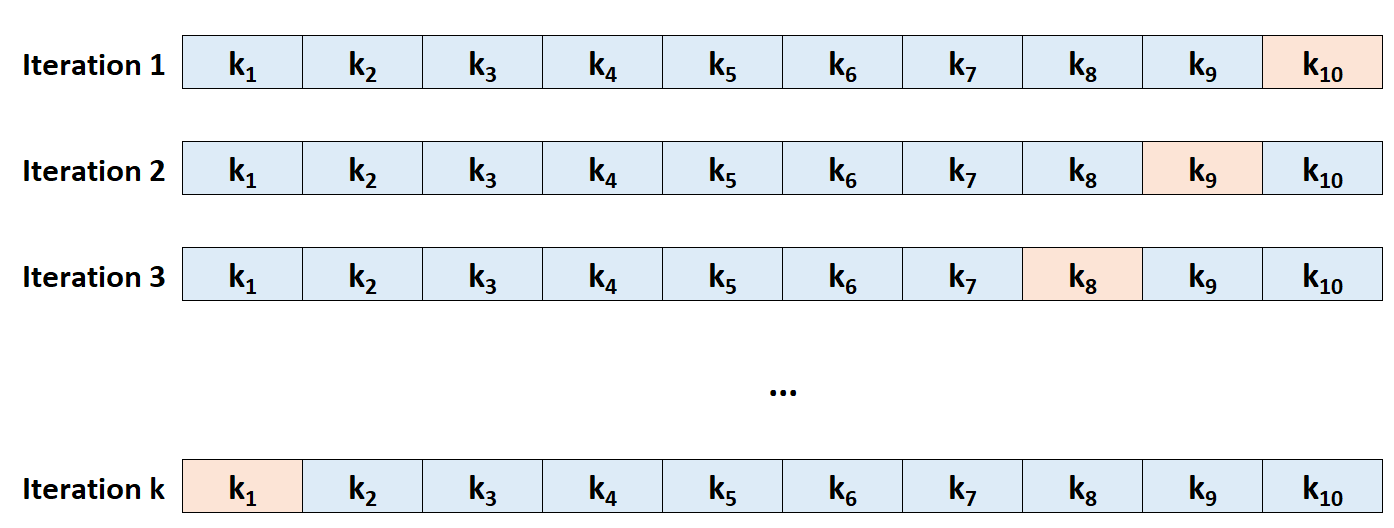 Iteration 1 k₁ k₂ k₃ k₄ k₅ k₆ k₇ k₈ k₉ k₁₀
Iteration 2 k₁ k₂ k₃ k₄ k₅ k₆ k₇ k₈ k₉ k₁₀
Iteration 3 k₁ k₂ k₃ k₄ k₅ k₆ k₇ k₈ k₉ k₁₀
...
Iteration k k₁ k₂ k₃ k₄ k₅ k₆ k₇ k₈ k₉ k₁₀